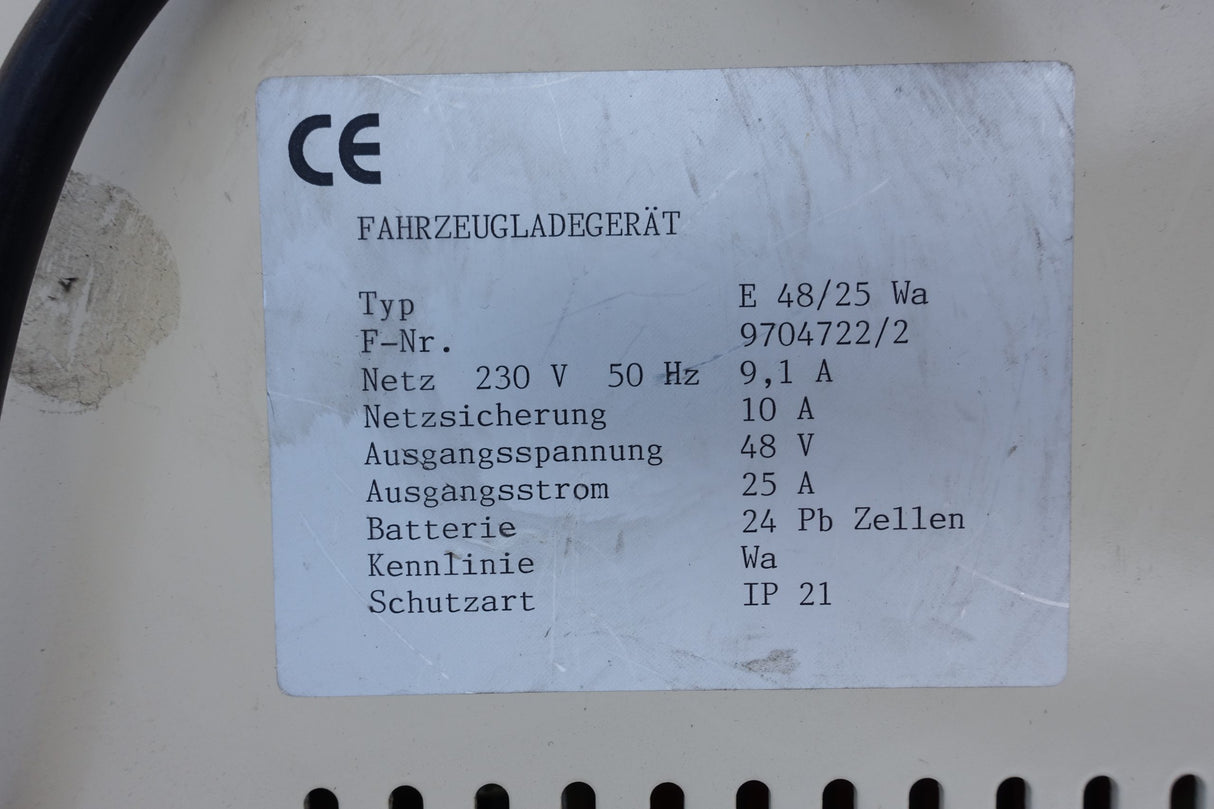 CE
FAHRZEUGLADEGERÄT
Typ E 48/25 Wa
F-Nr. 9704722/2
Netz 230 V 50 Hz 9,1 A
Netzsicherung 10 A
Ausgangsspannung 48 V
Ausgangsstrom 25 A
Batterie 24 Pb Zellen
Kennlinie Wa
Schutzart IP 21